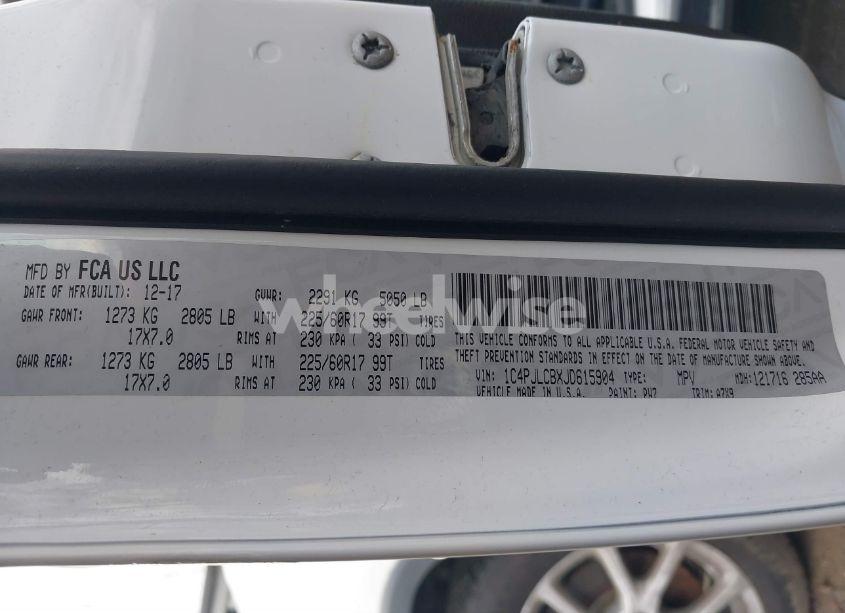 MFD BY FCA US LLC
DATE OF MFR(BUILT): 12-17 GVWR: 2291 KG 5050 LB
GAWR FRONT: 1273 KG 2805 LB WITH 225/60R17 99T TIRES
17X7.0 RIMS AT 230 KPA ( 33 PSI) COLD
GAWR REAR: 1273 KG 2805 LB WITH 225/60R17 99T TIRES
17X7.0 RIMS AT 230 KPA ( 33 PSI) COLD
THIS VEHICLE CONFORMS TO ALL APPLICABLE U.S.A. FEDERAL MOTOR VEHICLE SAFETY AND
THEFT PREVENTION STANDARDS IN EFFECT ON THE DATE OF MANUFACTURE SHOWN ABOVE.
VIN: 1C4PJLCBXJD615904 TYPE: MPV MDH:121716 285AA
VEHICLE MADE IN U.S.A. PAINT: PW7 TRIM: A7X9
wheelwise